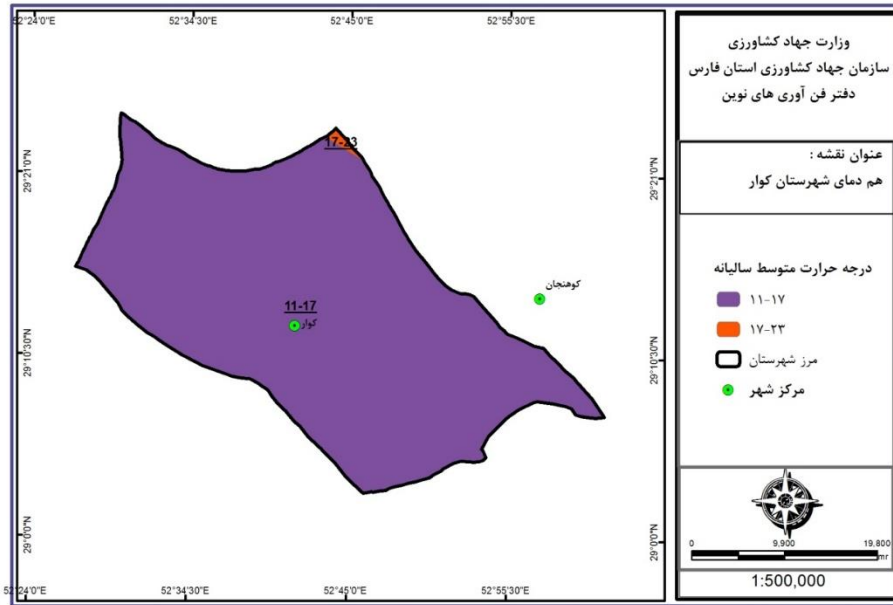 52°24'0"E
52°34'30"E
52°45'0"E
52°55'30"E
29°21'0"N
29°10'30"N
29°0'0"N
17-23
11-17
کوار
کوهنجان
29°21'0"N
29°10'30"N
29°0'0"N
52°24'0"E
52°34'30"E
52°45'0"E
52°55'30"E
وزارت جهاد کشاورزی
سازمان جهاد کشاورزی استان فارس
دفتر فن آوری های نوین
عنوان نقشه :
هم دمای شهرستان کوار
درجه حرارت متوسط سالیانه
۱۱-۱۷
۱۷-۲۳
مرز شهرستان
مرکز شهر
0 9,900 19,800
mr
1:500,000